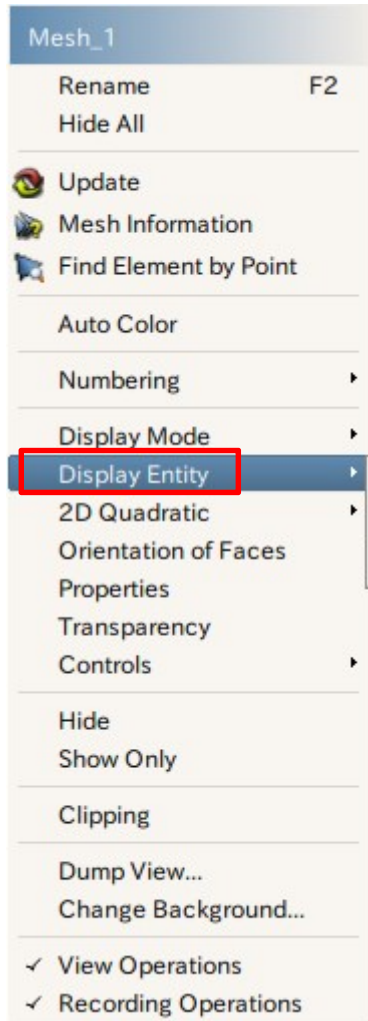 Mesh_1
Rename F2
Hide All
Update
Mesh Information
Find Element by Point
Auto Color
Numbering
Display Mode
Display Entity
2D Quadratic
Orientation of Faces
Properties
Transparency
Controls
Hide
Show Only
Clipping
Dump View...
Change Background...
View Operations
Recording Operations